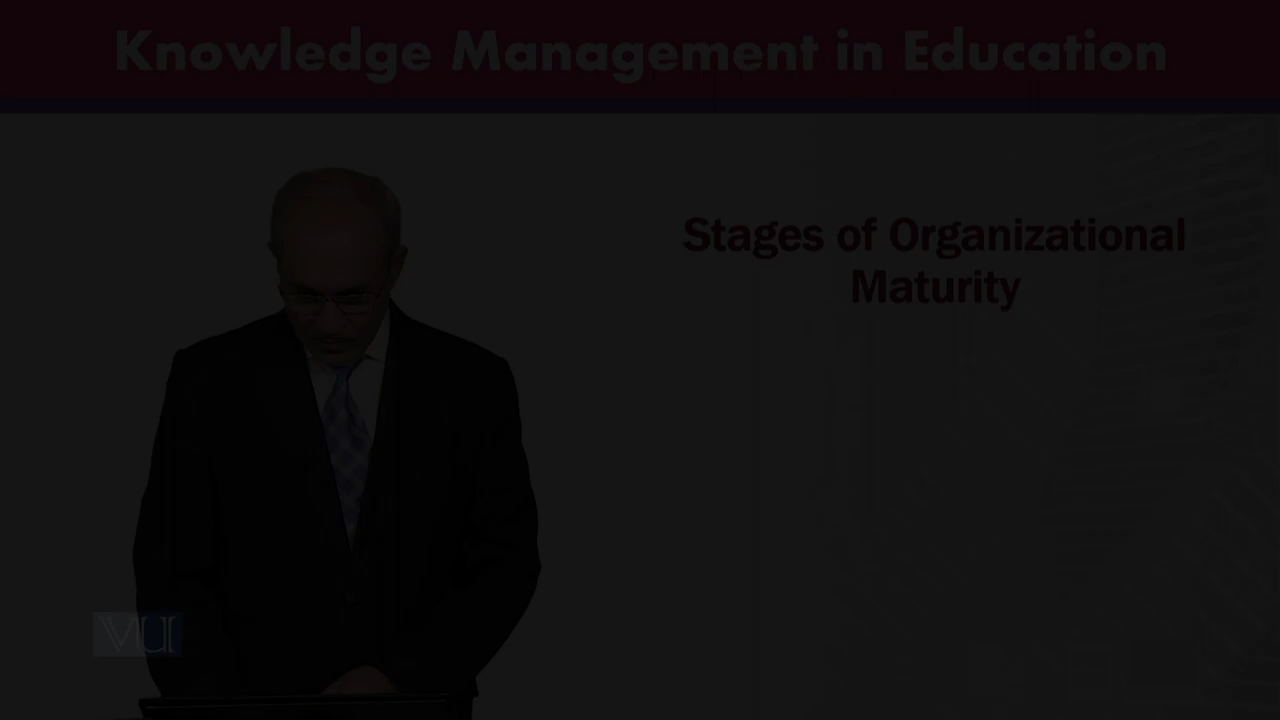 Knowledge Management in Education
Stages of Organizational
Maturity
VU